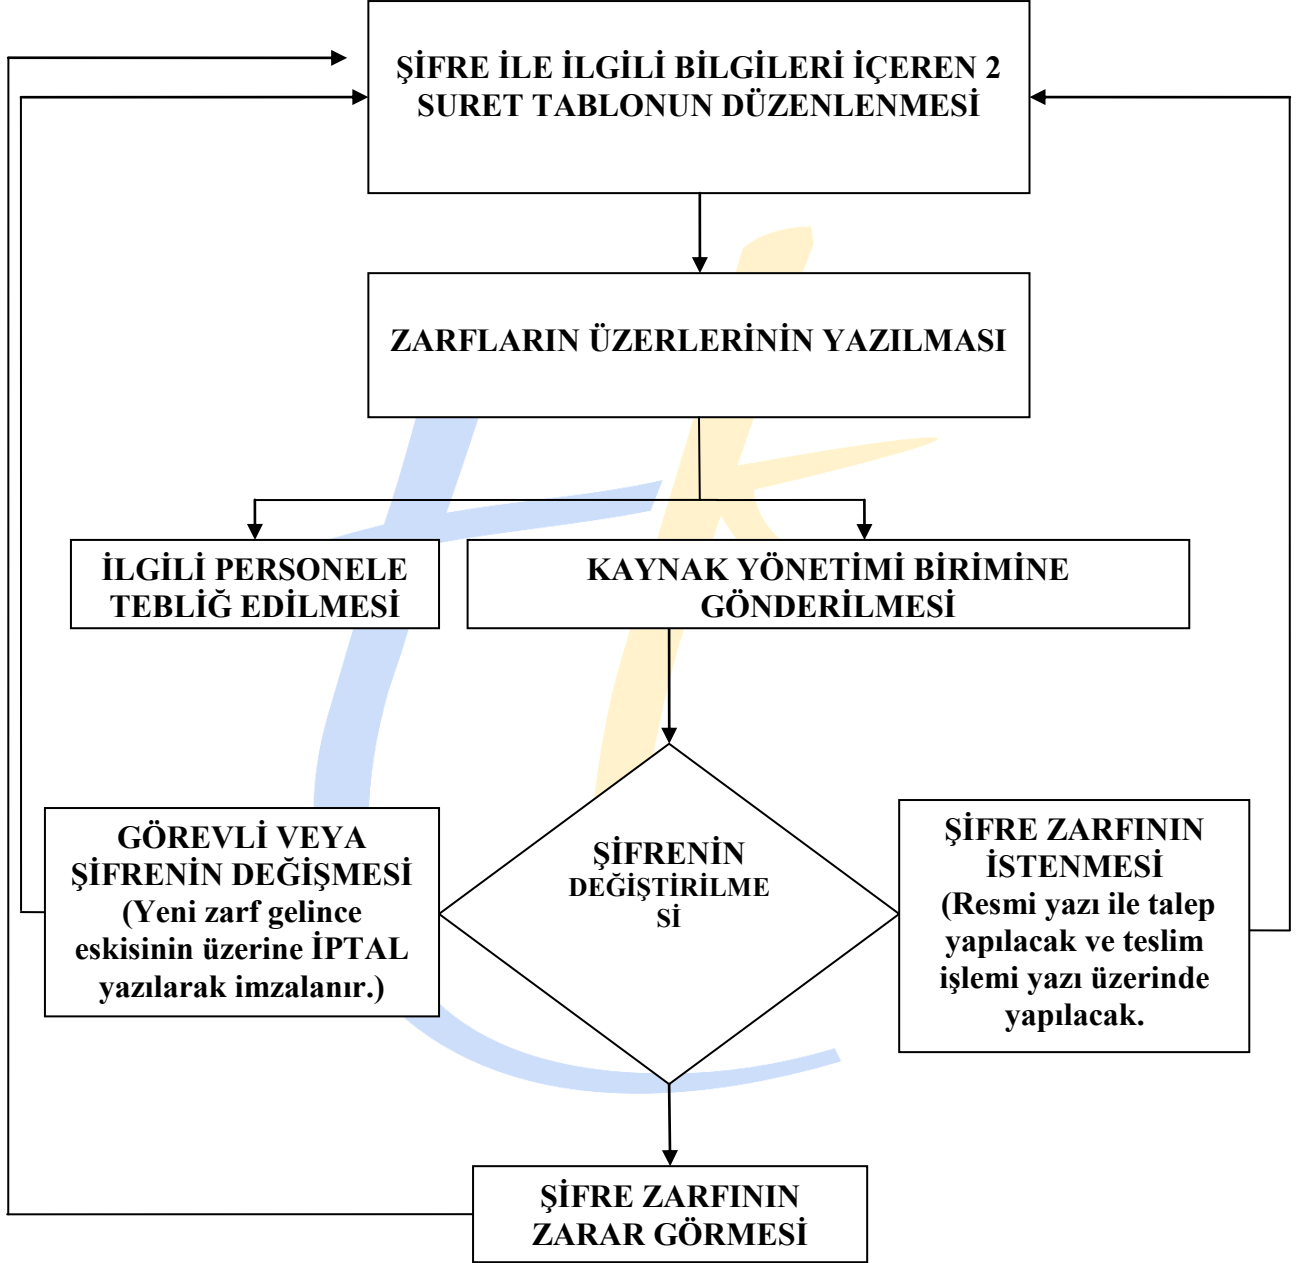 ŞİFRE İLE İLGİLİ BİLGİLERİ İÇEREN 2
SURET TABLONUN DÜZENLENMESİ
ZARFLARIN ÜZERLERİNİN YAZILMASI
İLGİLİ PERSONELE
TEBLİĞ EDİLMESİ
KAYNAK YÖNETİMİ BİRİMİNE
GÖNDERİLMESİ
GÖREVLİ VEYA
ŞİFRENİN DEĞİŞMESİ
(Yeni zarf gelince
eskisinin üzerine İPTAL
yazılarak imzalanır.)
ŞİFRENİN
DEĞİŞTİRİLME
Sİ
ŞİFRE ZARFININ
İSTENMESİ
(Resmi yazı ile talep
yapılacak ve teslim
işlemi yazı üzerinde
yapılacak.
ŞİFRE ZARFININ
ZARAR GÖRMESİ